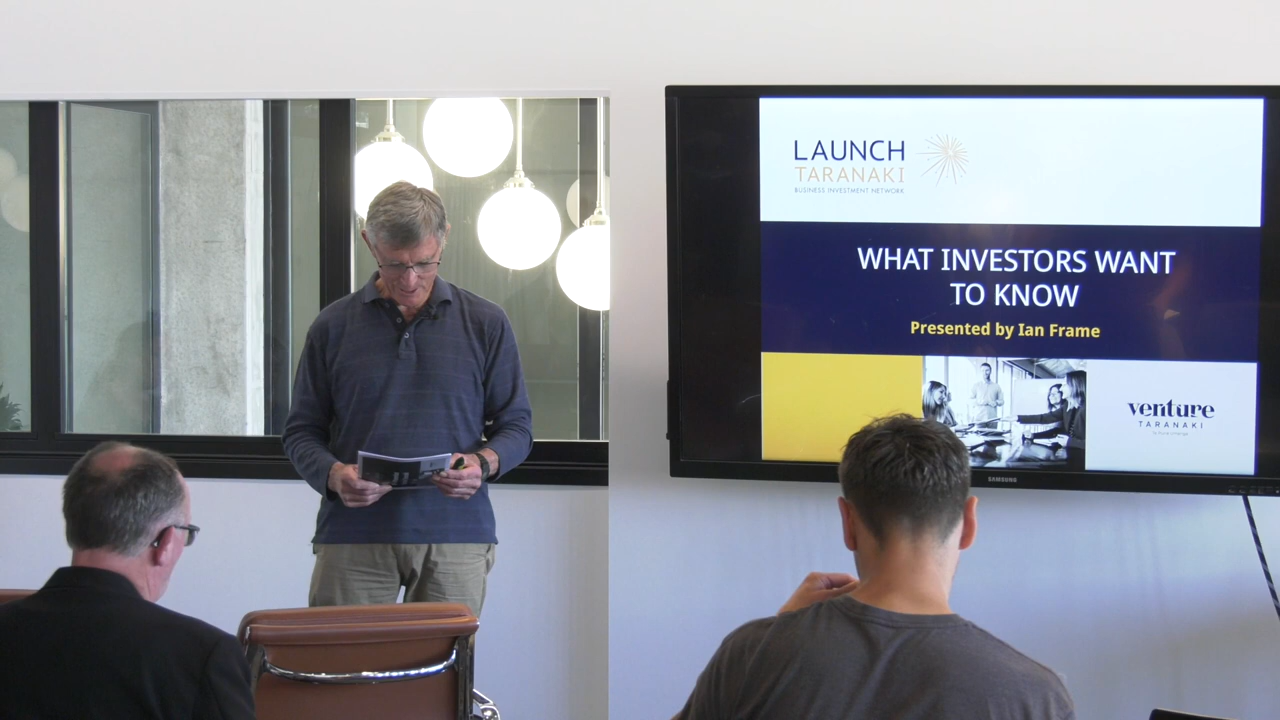 LAUNCH
TARANAKI
BUSINESS INVESTMENT NETWORK
WHAT INVESTORS WANT
TO KNOW
Presented by Ian Frame
venture
TARANAKI
SAMSUNG